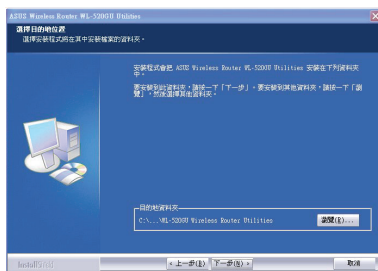 ASUS Wireless Router WL-520GU Utilities
選擇目的地位置
選擇安裝程式將在其中安裝檔案的資料夾。
安裝程式會把 ASUS Wireless Router WL-520GU Utilities 安裝在下列資料夾
中。
要安裝到此資料夾,請按一下「下一步」。要安裝到其他資料夾,請按一下「瀏
覽」,然後選擇其他資料夾。
目的地資料夾
C:\...\WL-520GU Wireless Router Utilities
瀏覽(R)...
InstallShield
< 上一步(B)
下一步(N) >
取消